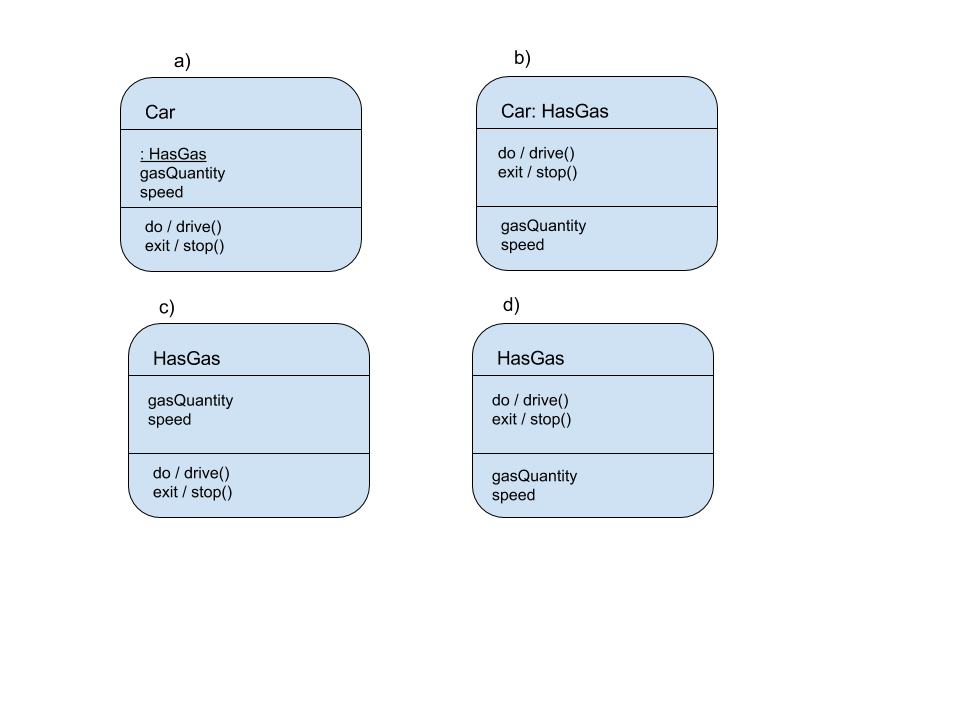 a)
Car
: HasGas
gasQuantity
speed
do / drive()
exit / stop()
b)
Car: HasGas
do / drive()
exit / stop()
gasQuantity
speed
c)
HasGas
gasQuantity
speed
do / drive()
exit / stop()
d)
HasGas
do / drive()
exit / stop()
gasQuantity
speed